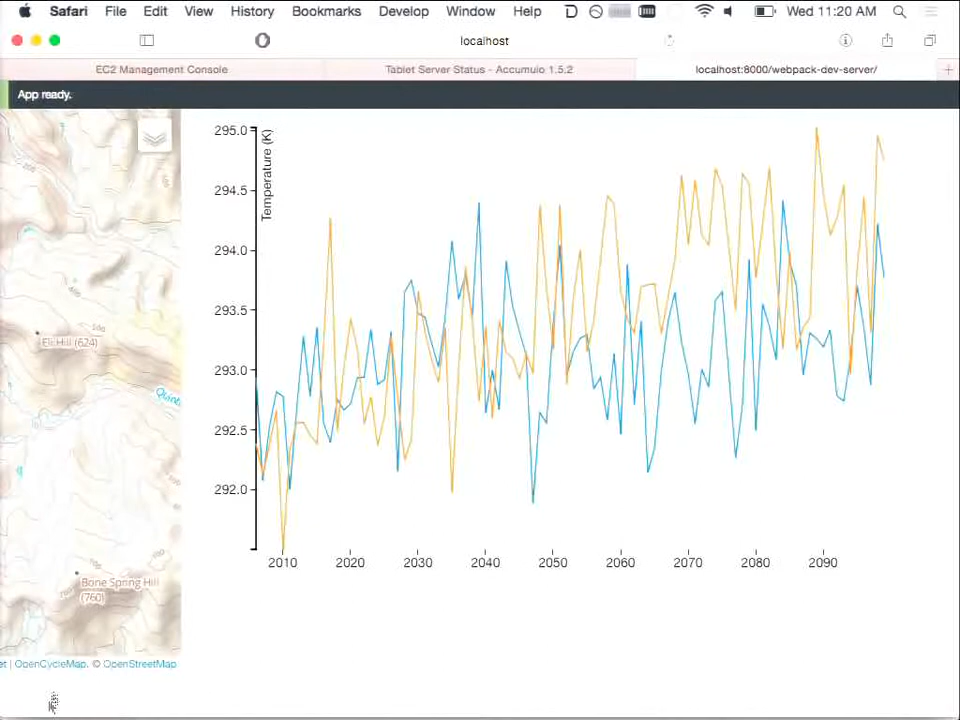 Safari File Edit View History Bookmarks Develop Window Help Wed 11:20 AM
localhost
EC2 Management Console Tablet Server Status - Accumulo 1.5.2 localhost:8000/webpack-dev-server/
App ready.
Temperature (K)
295.0
294.5
294.0
293.5
293.0
292.5
292.0
2010 2020 2030 2040 2050 2060 2070 2080 2090
Eli Hill (624)
Bone Spring Hill
(760)
| OpenCycleMap, © OpenStreetMap